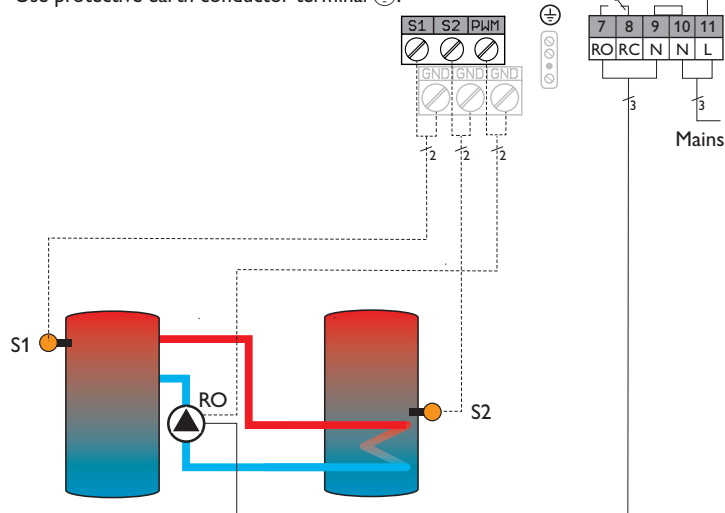 Use protective earth conductor terminal ⏚.
S1 S2 PWM
GND GND GND
7 8 9 10 11
RO RC N N L
2 2 2
3 3
Mains
S1
RO
S2